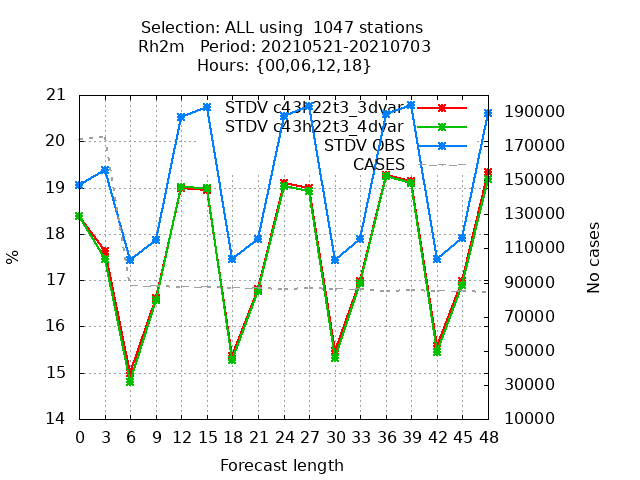 Selection: ALL using  1047 stations
Rh2m   Period: 20210521-20210703
Hours: {00,06,12,18}
STDV c43h22t3_3dvar
STDV c43h22t3_4dvar
STDV OBS
CASES
21
20
19
18
17
16
15
14
%
190000
170000
150000
130000
110000
90000
70000
50000
30000
10000
No cases
0 3 6 9 12 15 18 21 24 27 30 33 36 39 42 45 48
Forecast length